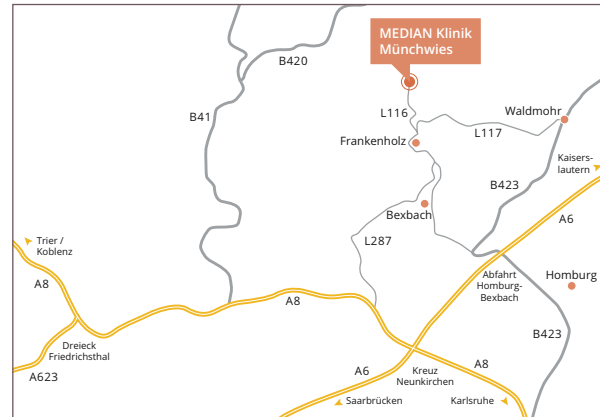 MEDIAN Klinik
Münchwies
B420
B41
L116
Waldmohr
L117
Frankenholz
Kaisers-
lautern
B423
Bexbach
A6
Trier /
Koblenz
L287
A8
Abfahrt
Homburg-
Bexbach
Homburg
A8
B423
Dreieck
Friedrichsthal
A623
A6
Kreuz
Neunkirchen
A8
Saarbrücken
Karlsruhe